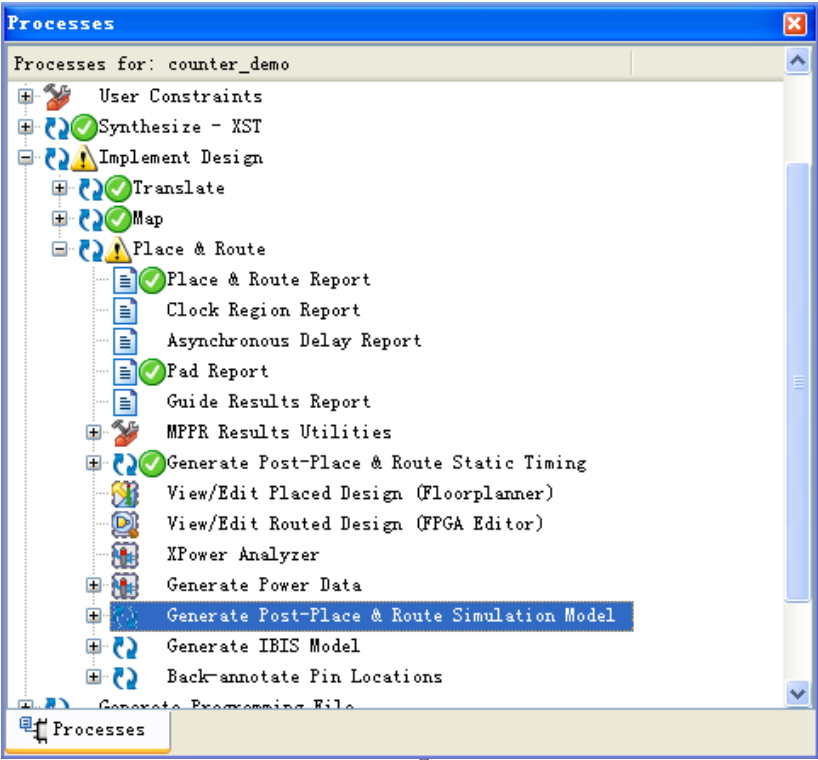 Processes
Processes for: counter_demo
User Constraints
Synthesize - XST
Implement Design
Translate
Map
Place & Route
Place & Route Report
Clock Region Report
Asynchronous Delay Report
Pad Report
Guide Results Report
MPPR Results Utilities
Generate Post-Place & Route Static Timing
View/Edit Placed Design (Floorplanner)
View/Edit Routed Design (FPGA Editor)
XPower Analyzer
Generate Power Data
Generate Post-Place & Route Simulation Model
Generate IBIS Model
Back-annotate Pin Locations
Generate Programming File
Processes